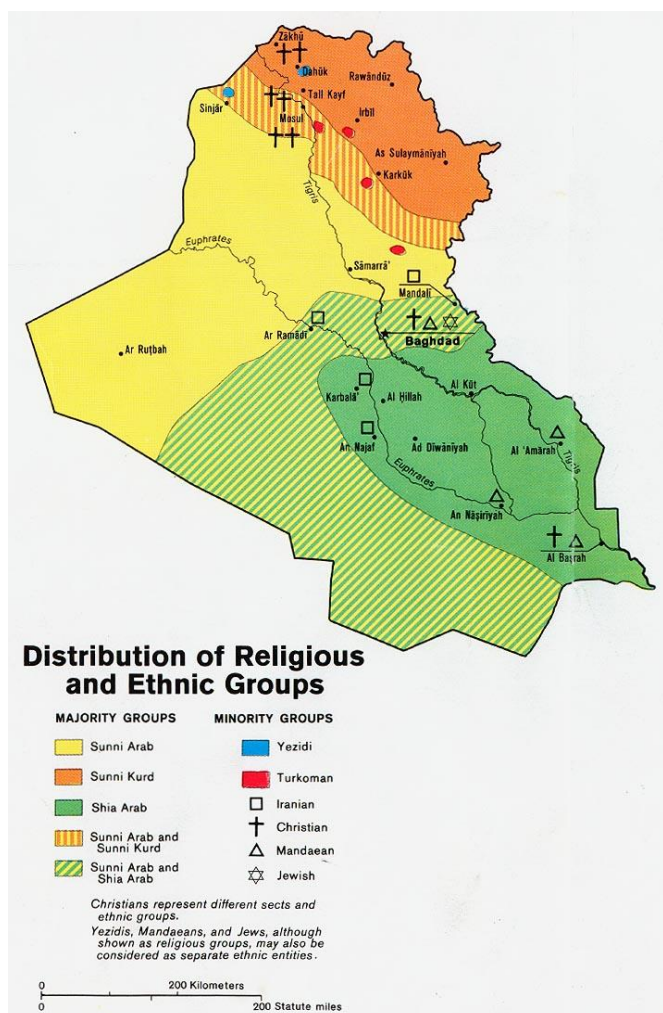 Zākhū
Dahūk
Rawāndūz
Tall Kayf
Sinjār
Irbīl
Mosul
As Sulaymānīyah
Karkūk
Tigris
Euphrates
Sāmarrā'
Mandalī
Ar Ramādī
Baghdad
Ar Ruṭbah
Al Kūt
Karbalā'
Al Ḥillah
An Najaf
Ad Dīwānīyah
Al 'Amārah
Tigris
Euphrates
An Nāşirīyah
Al Başrah
Distribution of Religious
and Ethnic Groups
MAJORITY GROUPS
Sunni Arab
Sunni Kurd
Shia Arab
Sunni Arab and
Sunni Kurd
Sunni Arab and
Shia Arab
MINORITY GROUPS
Yezidi
Turkoman
Iranian
Christian
Mandaean
Jewish
Christians represent different sects and
ethnic groups.
Yezidis, Mandaeans, and Jews, although
shown as religious groups, may also be
considered as separate ethnic entities.
0 200 Kilometers
0 200 Statute miles